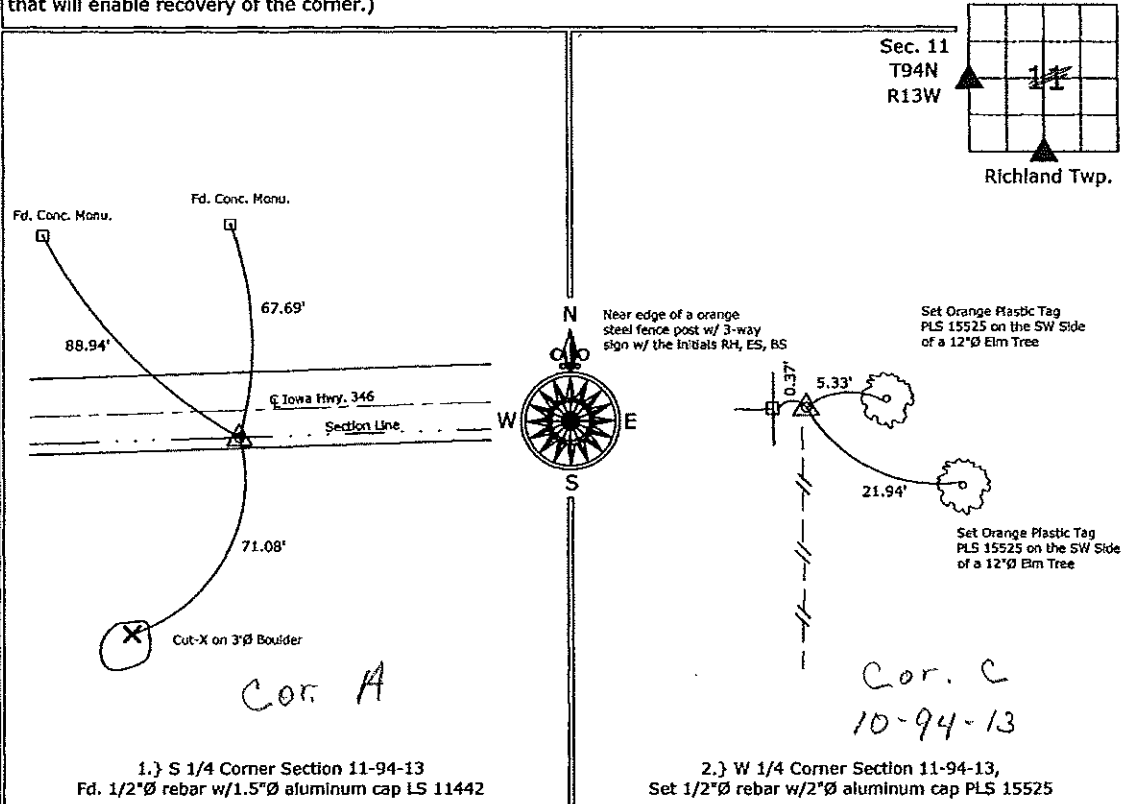 that will enable recovery of the corner.)
Sec. 11
T94N
R13W
11
Richland Twp.
Fd. Conc. Monu.
Fd. Conc. Monu.
67.69'
88.94'
℄ Iowa Hwy. 346
Section Line
71.08'
Cut-X on 3'Ø Boulder
Cor. A
1.} S 1/4 Corner Section 11-94-13
Fd. 1/2"Ø rebar w/1.5"Ø aluminum cap LS 11442
N
W
E
S
Near edge of a orange
steel fence post w/ 3-way
sign w/ the initials RH, ES, BS
Set Orange Plastic Tag
PLS 15525 on the SW Side
of a 12"Ø Elm Tree
0.37'
5.33'
21.94'
Set Orange Plastic Tag
PLS 15525 on the SW Side
of a 12"Ø Elm Tree
Cor. C
10-94-13
2.} W 1/4 Corner Section 11-94-13,
Set 1/2"Ø rebar w/2"Ø aluminum cap PLS 15525